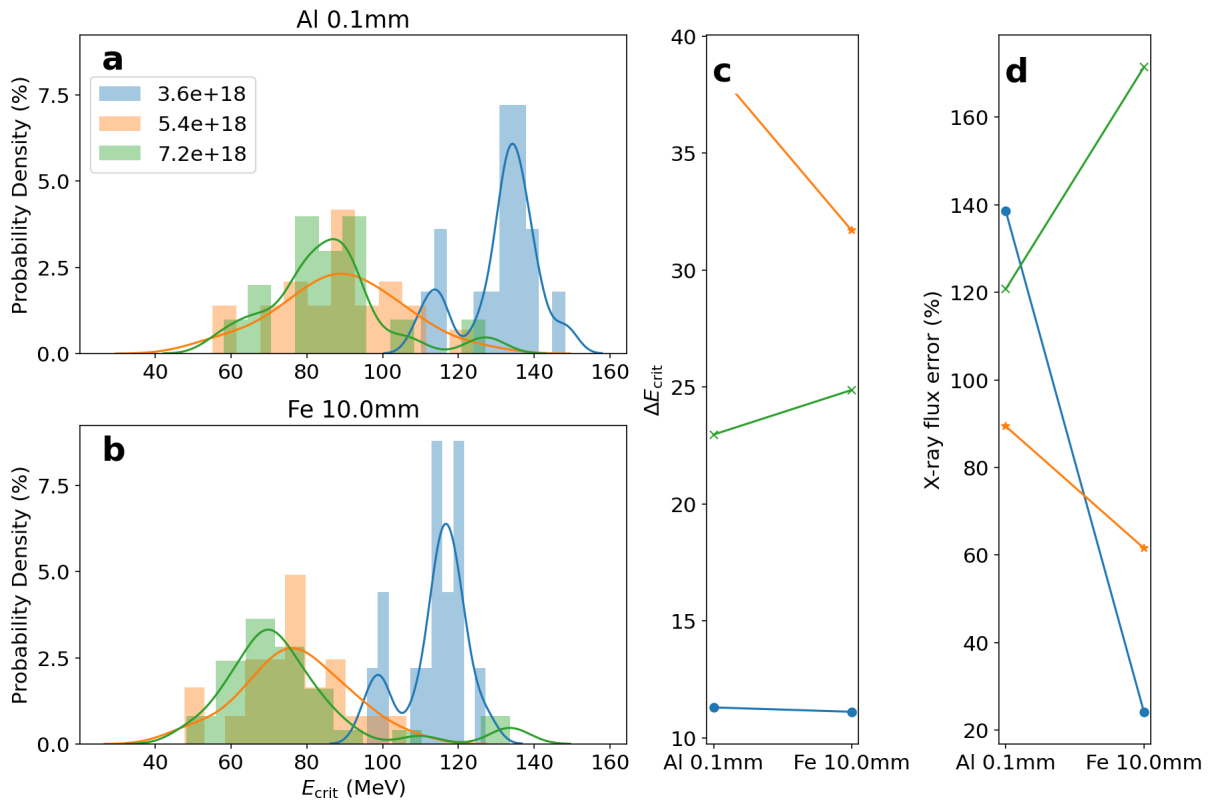 Al 0.1mm
a
3.6e+18
5.4e+18
7.2e+18
Probability Density (%)
7.5
5.0
2.5
0.0
40 60 80 100 120 140 160
Fe 10.0mm
b
Probability Density (%)
7.5
5.0
2.5
0.0
40 60 80 100 120 140 160
E_crit (MeV)
c
ΔE_crit
40
35
30
25
20
15
10
Al 0.1mm Fe 10.0mm
d
X-ray flux error (%)
160
140
120
100
80
60
40
20
Al 0.1mm Fe 10.0mm